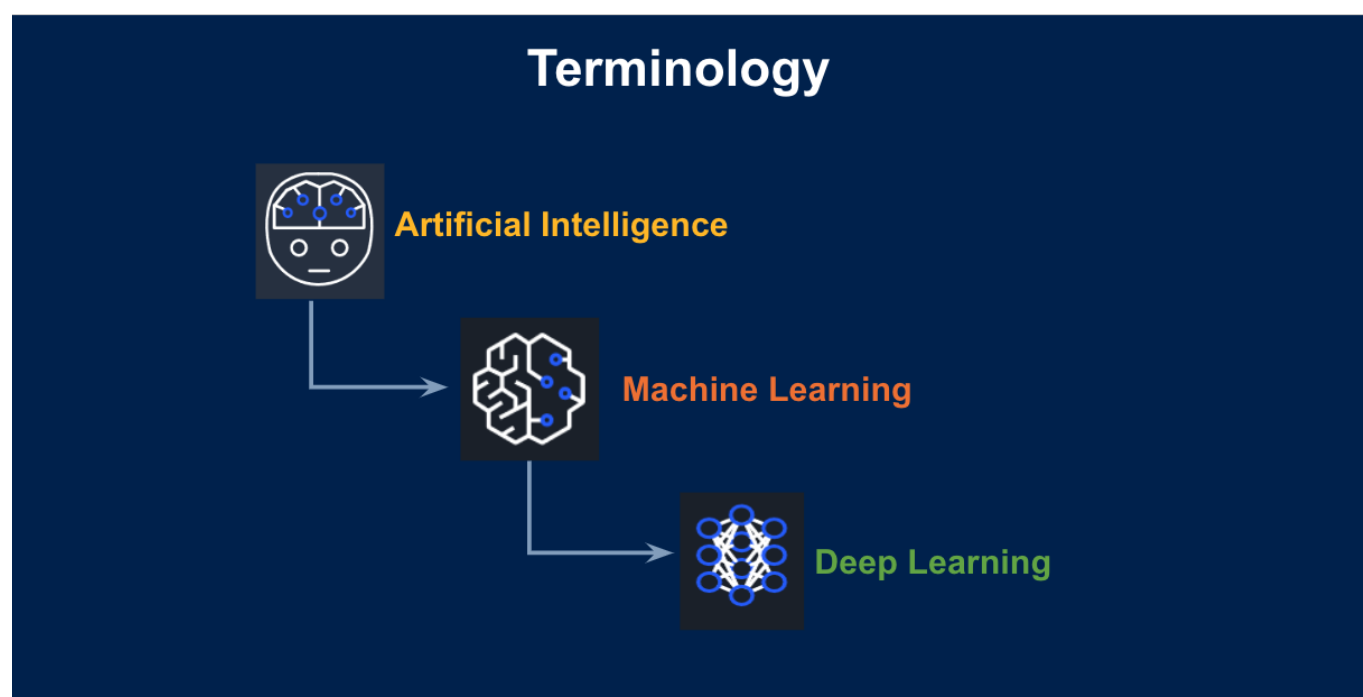 Terminology
Artificial Intelligence
Machine Learning
Deep Learning